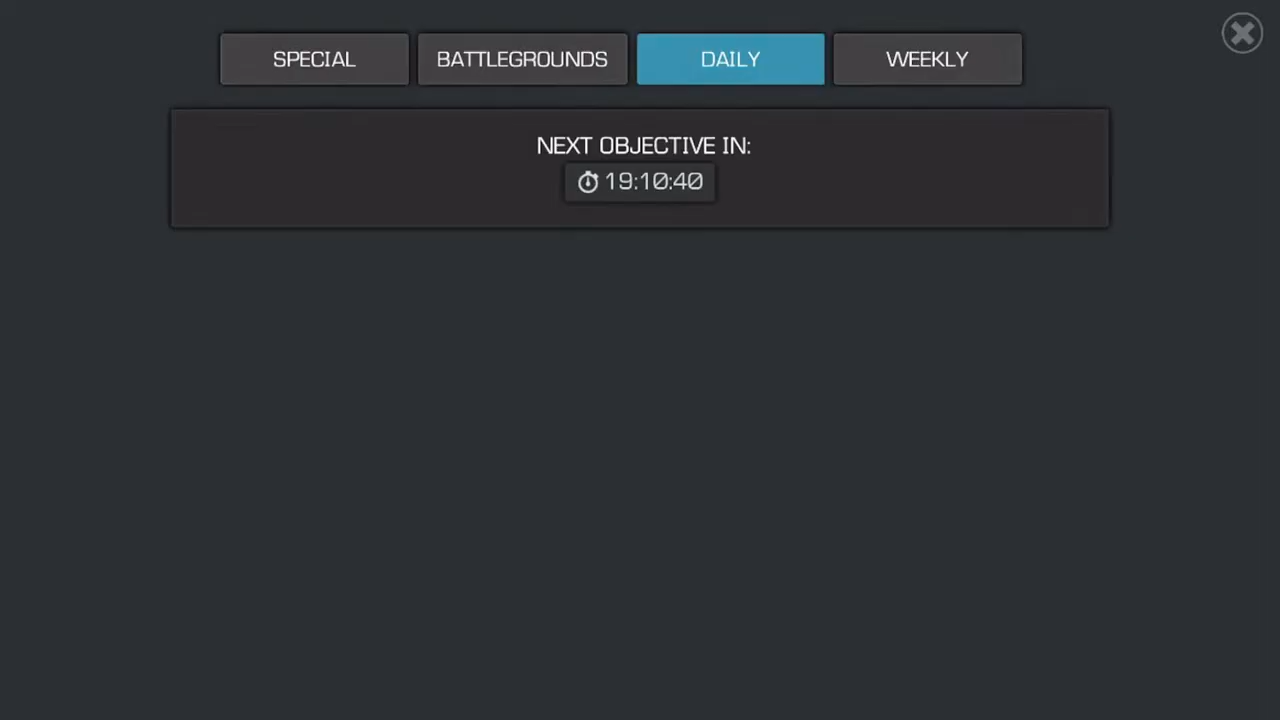 SPECIAL
BATTLEGROUNDS
DAILY
WEEKLY
NEXT OBJECTIVE IN:
19:10:40